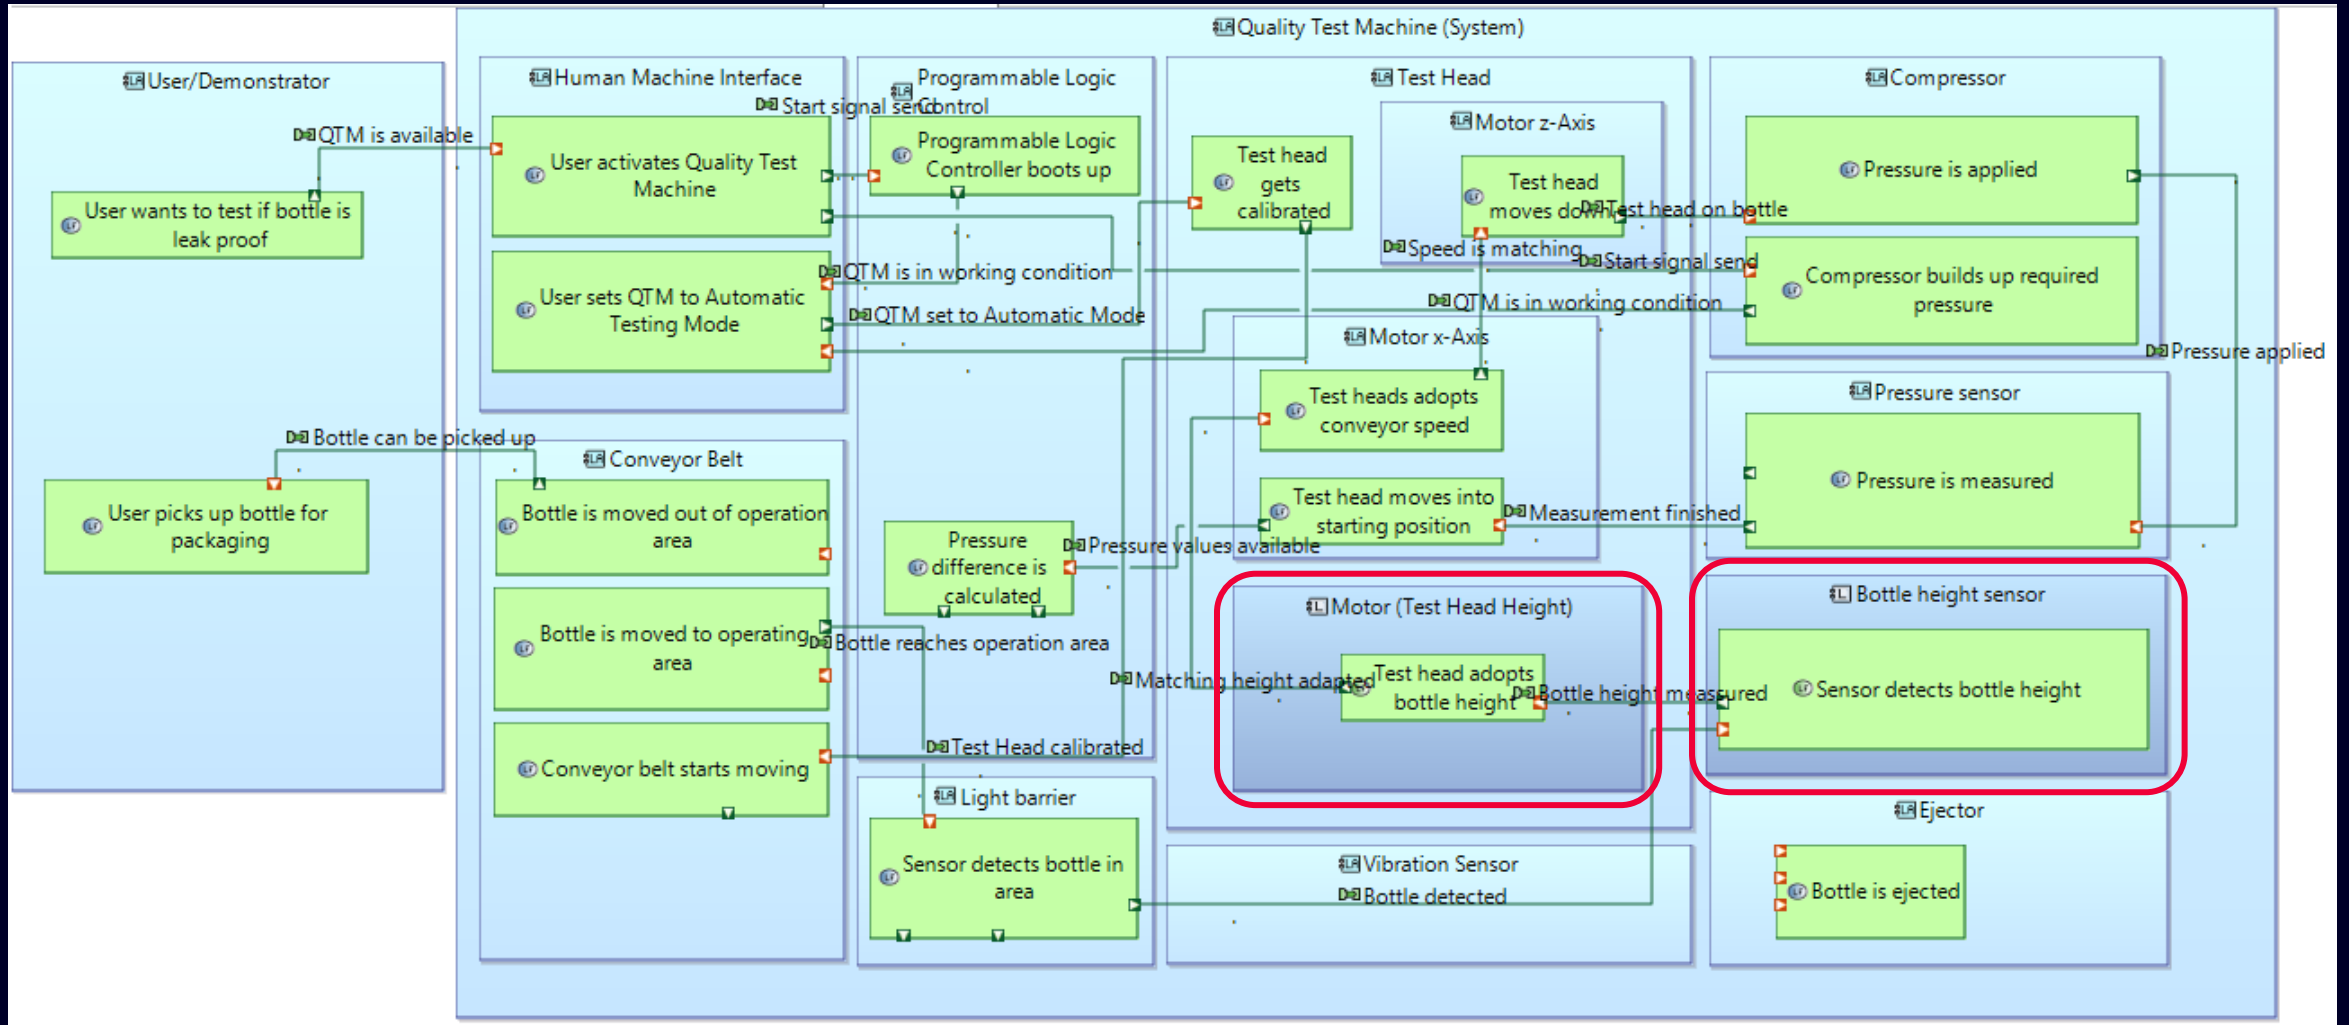 Quality Test Machine (System)
User/Demonstrator
QTM is available
User wants to test if bottle is
leak proof
Bottle can be picked up
User picks up bottle for
packaging
Human Machine Interface
Start signal send
User activates Quality Test
Machine
QTM is in working condition
User sets QTM to Automatic
Testing Mode
QTM set to Automatic Mode
Conveyor Belt
Bottle is moved out of operation
area
Bottle is moved to operating
area
Bottle reaches operation area
Conveyor belt starts moving
Test Head calibrated
Programmable Logic
Control
Programmable Logic
Controller boots up
Pressure
difference is
calculated
Pressure values available
Light barrier
Sensor detects bottle in
area
Test Head
Test head
gets
calibrated
Motor z-Axis
Test head
moves down
Test head on bottle
Speed is matching
Start signal send
QTM is in working condition
Motor x-Axis
Test heads adopts
conveyor speed
Test head moves into
starting position
Measurement finished
Motor (Test Head Height)
Test head adopts
bottle height
Matching height adapted
Bottle height meassured
Vibration Sensor
Bottle detected
Compressor
Pressure is applied
Compressor builds up required
pressure
Pressure applied
Pressure sensor
Pressure is measured
Bottle height sensor
Sensor detects bottle height
Ejector
Bottle is ejected